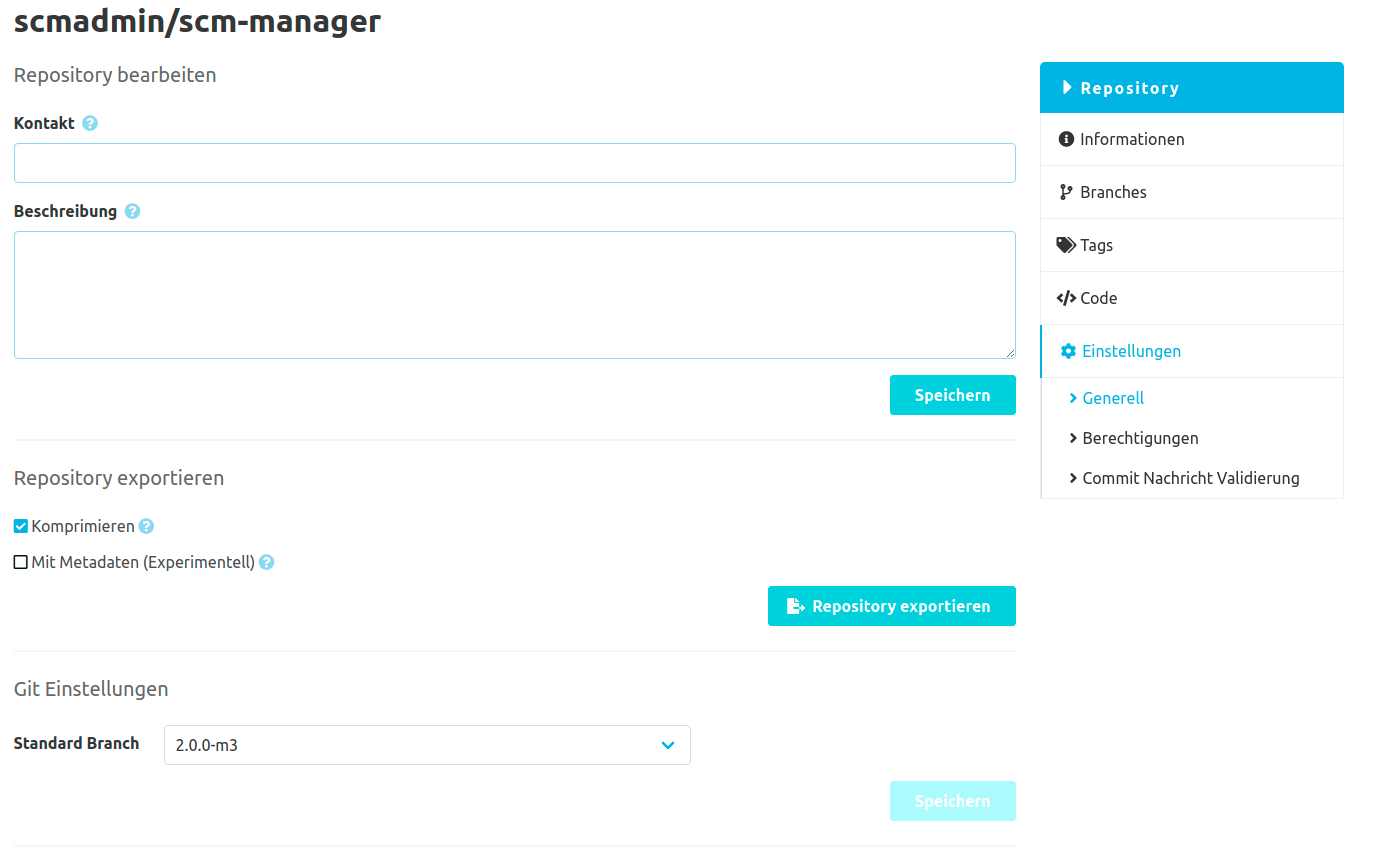 scmadmin/scm-manager
Repository bearbeiten
Kontakt ?
Beschreibung ?
Speichern
Repository exportieren
Komprimieren ?
Mit Metadaten (Experimentell) ?
Repository exportieren
Git Einstellungen
Standard Branch 2.0.0-m3
Speichern
Repository
Informationen
Branches
Tags
Code
Einstellungen
Generell
Berechtigungen
Commit Nachricht Validierung